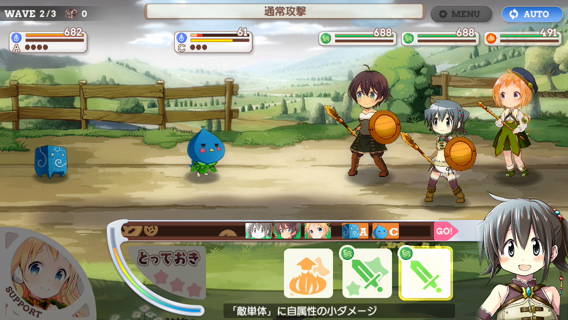 WAVE 2/3 0
通常攻撃
MENU
AUTO
682
A
61
C
688
688
491
A C GO!
とっておき
SUPPORT
「敵単体」に自属性の小ダメージ